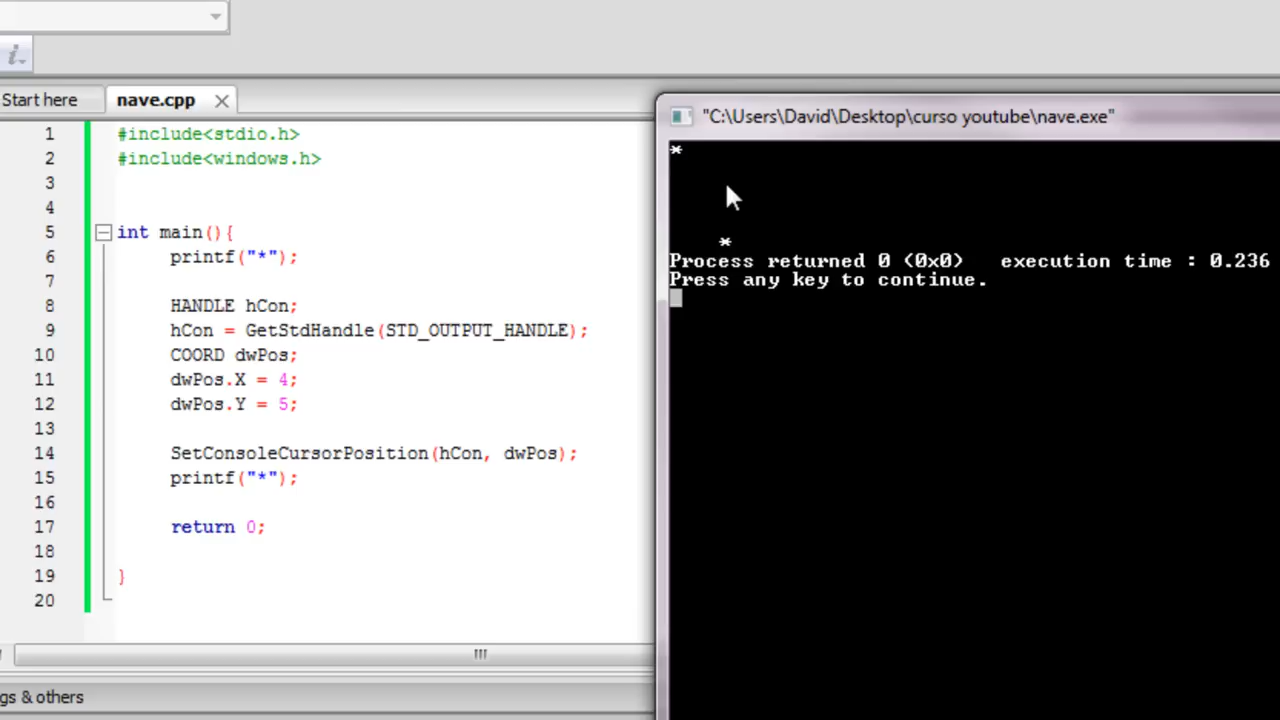 Start here
nave.cpp
1 #include<stdio.h>
2 #include<windows.h>
3
4
5 int main(){
6 printf("*");
7
8 HANDLE hCon;
9 hCon = GetStdHandle(STD_OUTPUT_HANDLE);
10 COORD dwPos;
11 dwPos.X = 4;
12 dwPos.Y = 5;
13
14 SetConsoleCursorPosition(hCon, dwPos);
15 printf("*");
16
17 return 0;
18
19 }
20
gs & others
"C:\Users\David\Desktop\curso youtube\nave.exe"
*
*
Process returned 0 (0x0) execution time : 0.236
Press any key to continue.